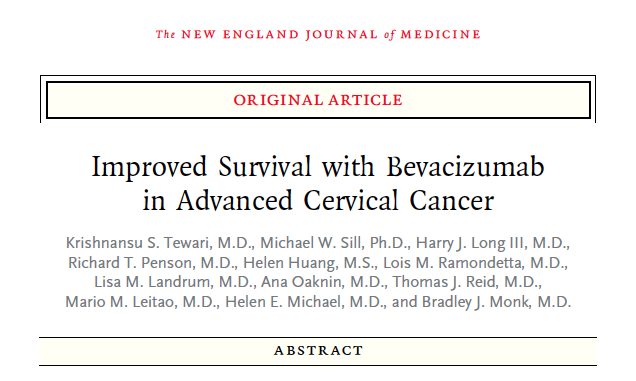 The NEW ENGLAND JOURNAL of MEDICINE
ORIGINAL ARTICLE
Improved Survival with Bevacizumab
in Advanced Cervical Cancer
Krishnansu S. Tewari, M.D., Michael W. Sill, Ph.D., Harry J. Long III, M.D.,
Richard T. Penson, M.D., Helen Huang, M.S., Lois M. Ramondetta, M.D.,
Lisa M. Landrum, M.D., Ana Oaknin, M.D., Thomas J. Reid, M.D.,
Mario M. Leitao, M.D., Helen E. Michael, M.D., and Bradley J. Monk, M.D.
ABSTRACT